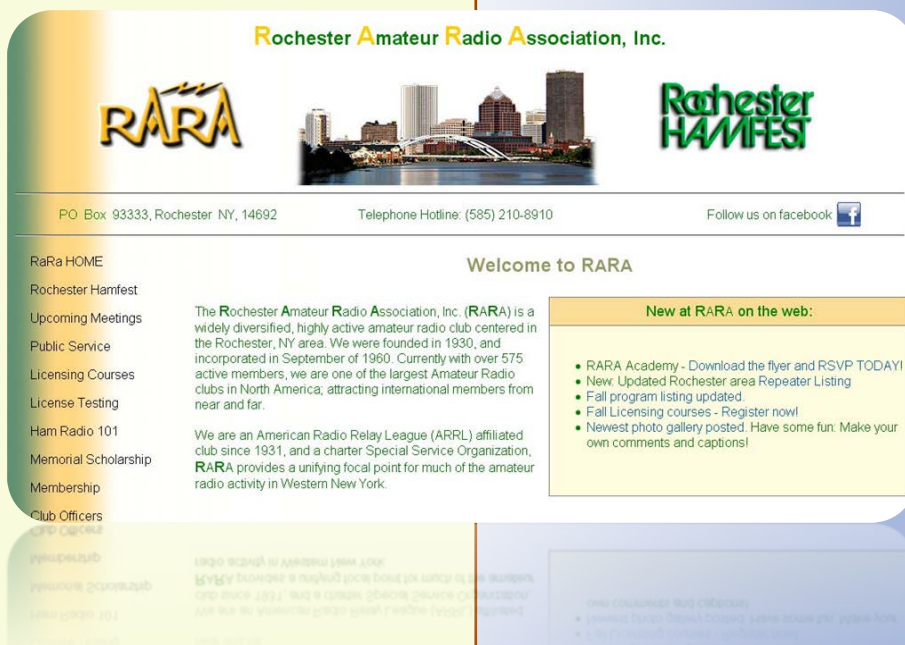 Rochester Amateur Radio Association, Inc.
RARA
Rochester
HAMFEST
PO Box 93333, Rochester NY, 14692
Telephone Hotline: (585) 210-8910
Follow us on facebook
RaRa HOME
Rochester Hamfest
Upcoming Meetings
Public Service
Licensing Courses
License Testing
Ham Radio 101
Memorial Scholarship
Membership
Club Officers
Welcome to RARA
The Rochester Amateur Radio Association, Inc. (RARA) is a
widely diversified, highly active amateur radio club centered in
the Rochester, NY area. We were founded in 1930, and
incorporated in September of 1960. Currently with over 575
active members, we are one of the largest Amateur Radio
clubs in North America; attracting international members from
near and far.
We are an American Radio Relay League (ARRL) affiliated
club since 1931, and a charter Special Service Organization,
RARA provides a unifying focal point for much of the amateur
radio activity in Western New York.
New at RARA on the web:
• RARA Academy - Download the flyer and RSVP TODAY!
• New: Updated Rochester area Repeater Listing
• Fall program listing updated.
• Fall Licensing courses - Register now!
• Newest photo gallery posted. Have some fun: Make your
own comments and captions!